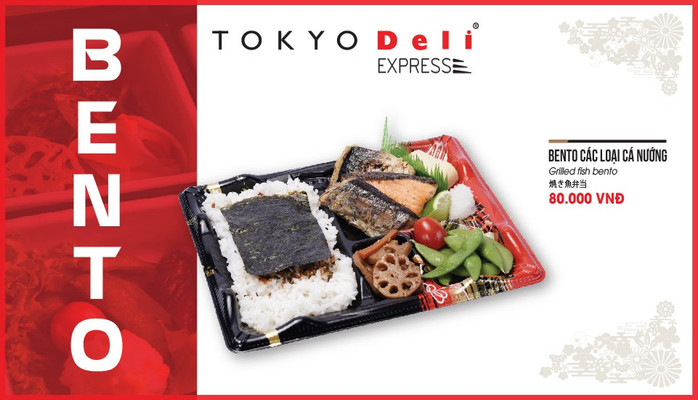 BENTO
TOKYO Deli®
EXPRESS
BENTO CÁC LOẠI CÁ NƯỚNG
Grilled fish bento
焼き魚弁当
80.000 VNĐ